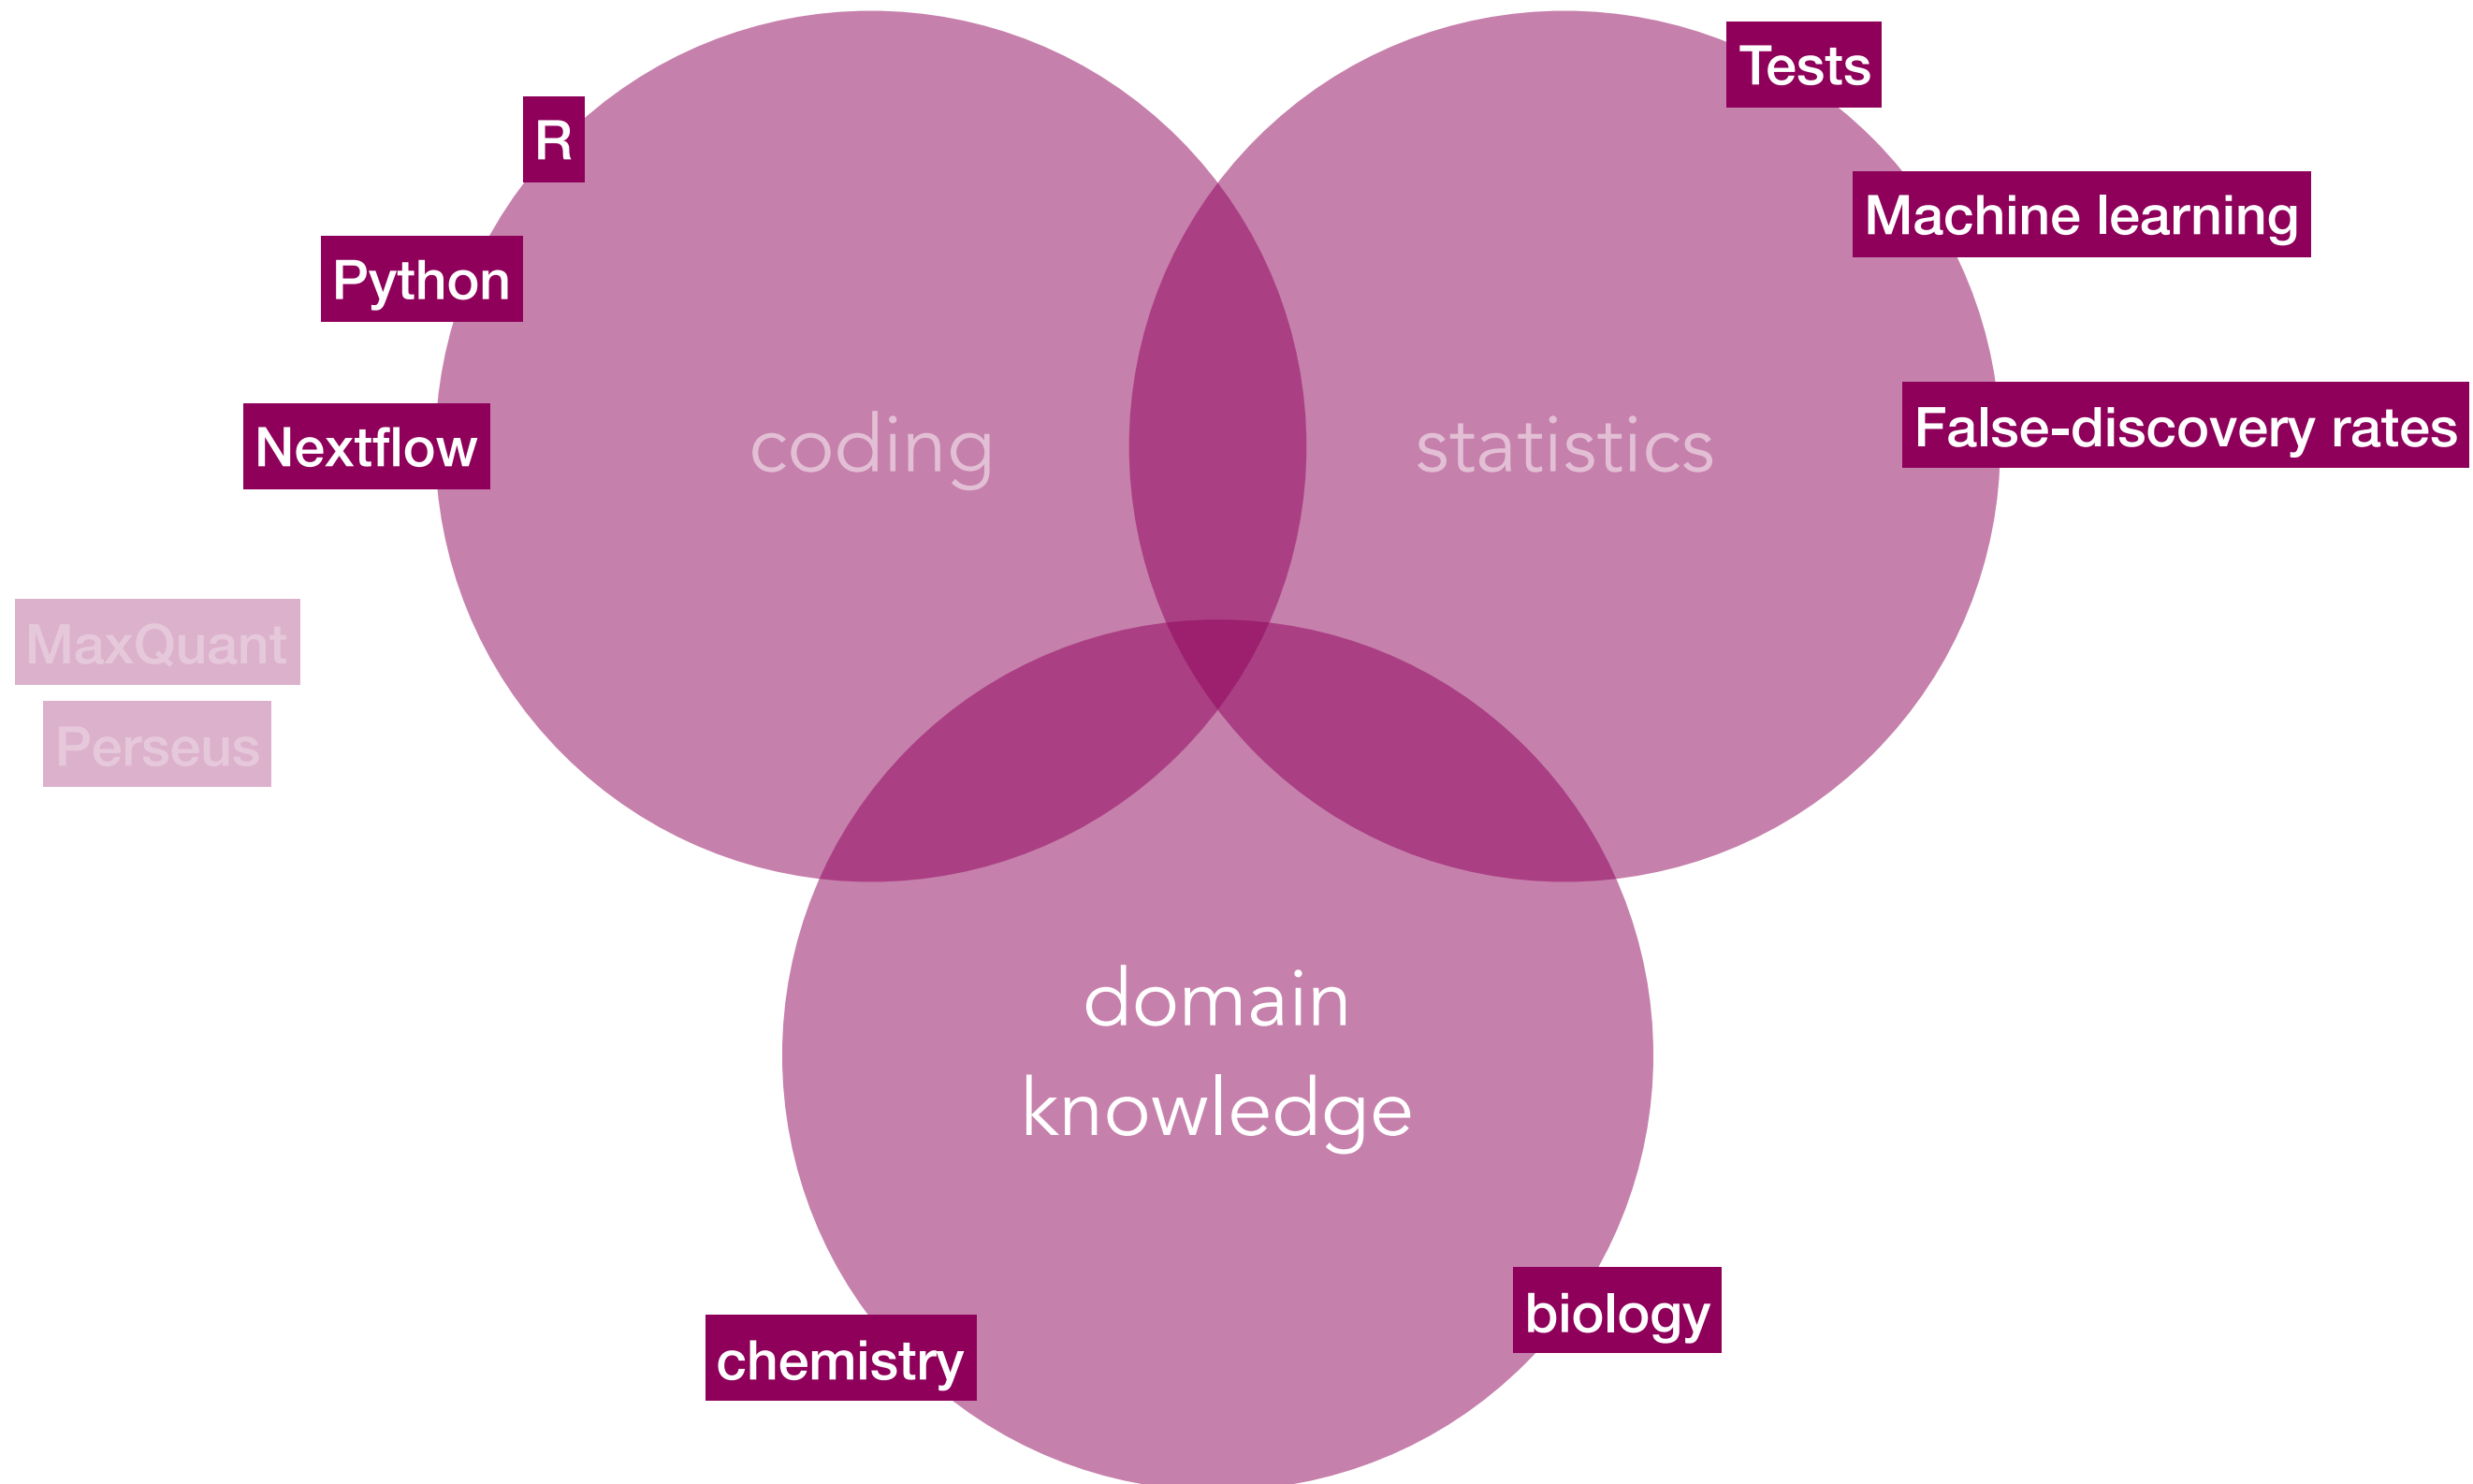 Tests
R
Machine learning
Python
False-discovery rates
Nextflow
coding
statistics
MaxQuant
Perseus
domain
knowledge
biology
chemistry